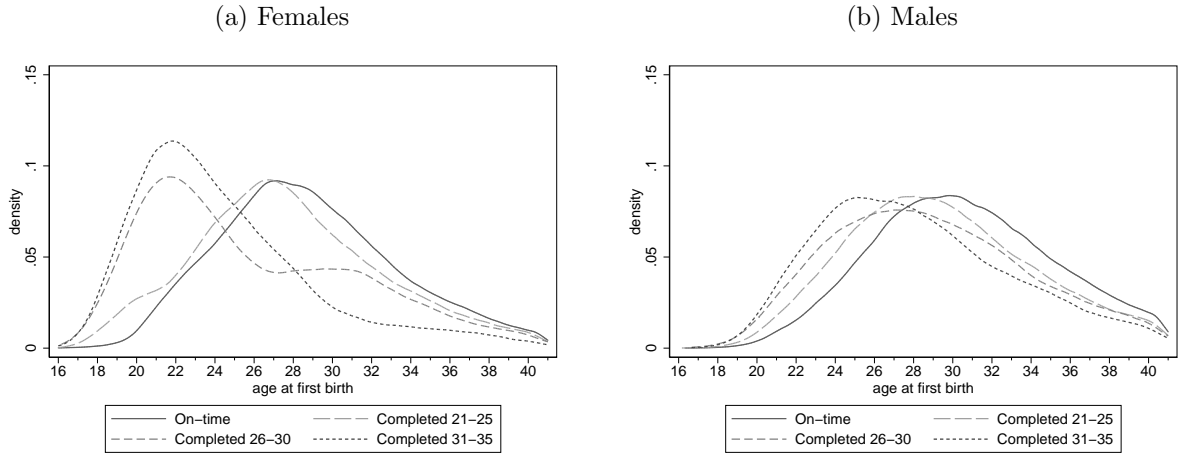 (a) Females
.15
.1
.05
0
density
16 18 20 22 24 26 28 30 32 34 36 38 40
age at first birth
On−time
Completed 21−25
Completed 26−30
Completed 31−35
(b) Males
.15
.1
.05
0
density
16 18 20 22 24 26 28 30 32 34 36 38 40
age at first birth
On−time
Completed 21−25
Completed 26−30
Completed 31−35